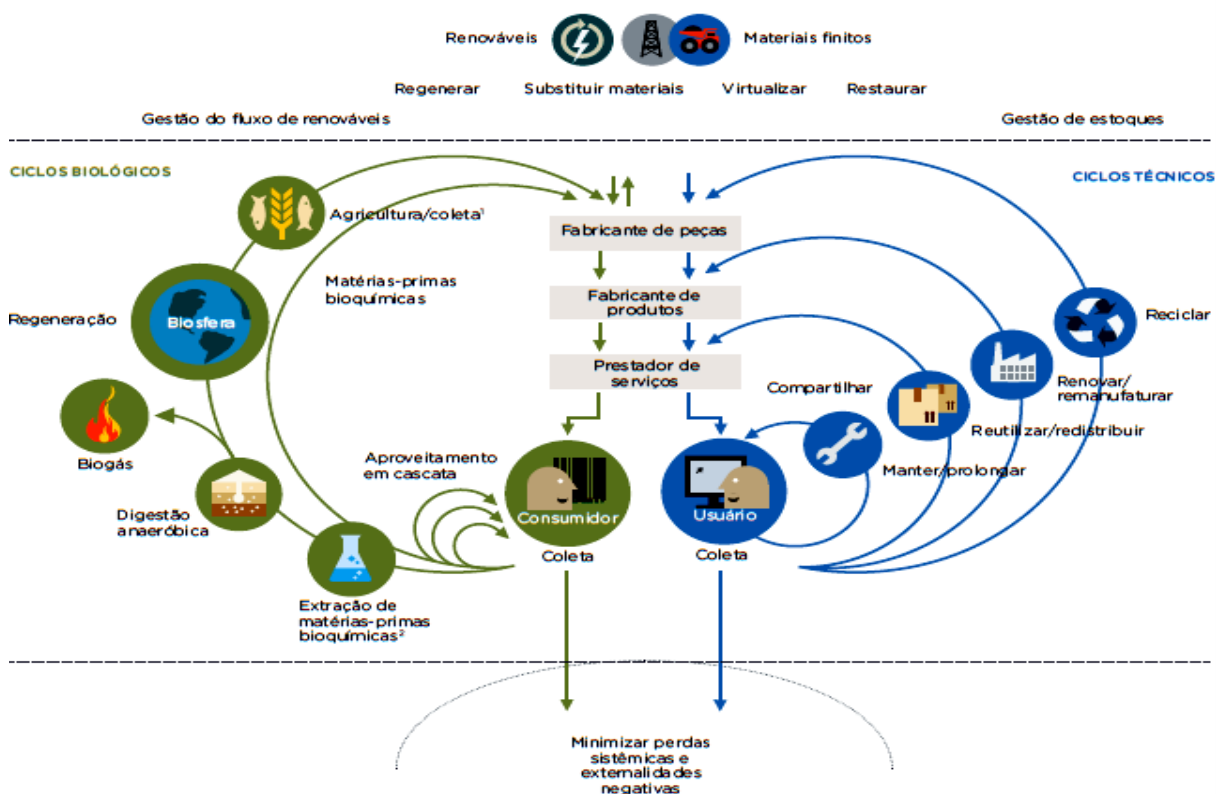 Renováveis
Materiais finitos
Regenerar
Substituir materiais
Virtualizar
Restaurar
Gestão do fluxo de renováveis
Gestão de estoques
CICLOS BIOLÓGICOS
CICLOS TÉCNICOS
Agricultura/coleta¹
Fabricante de peças
Matérias-primas
bioquímicas
Fabricante de
produtos
Regeneração
Biosfera
Reciclar
Prestador de
serviços
Compartilhar
Renovar/
remanufaturar
Reutilizar/redistribuir
Biogás
Aproveitamento
em cascata
Manter/prolongar
Digestão
anaeróbica
Consumidor
Usuário
Coleta
Coleta
Extração de
matérias-primas
bioquímicas²
Minimizar perdas
sistêmicas e
externalidades
negativas